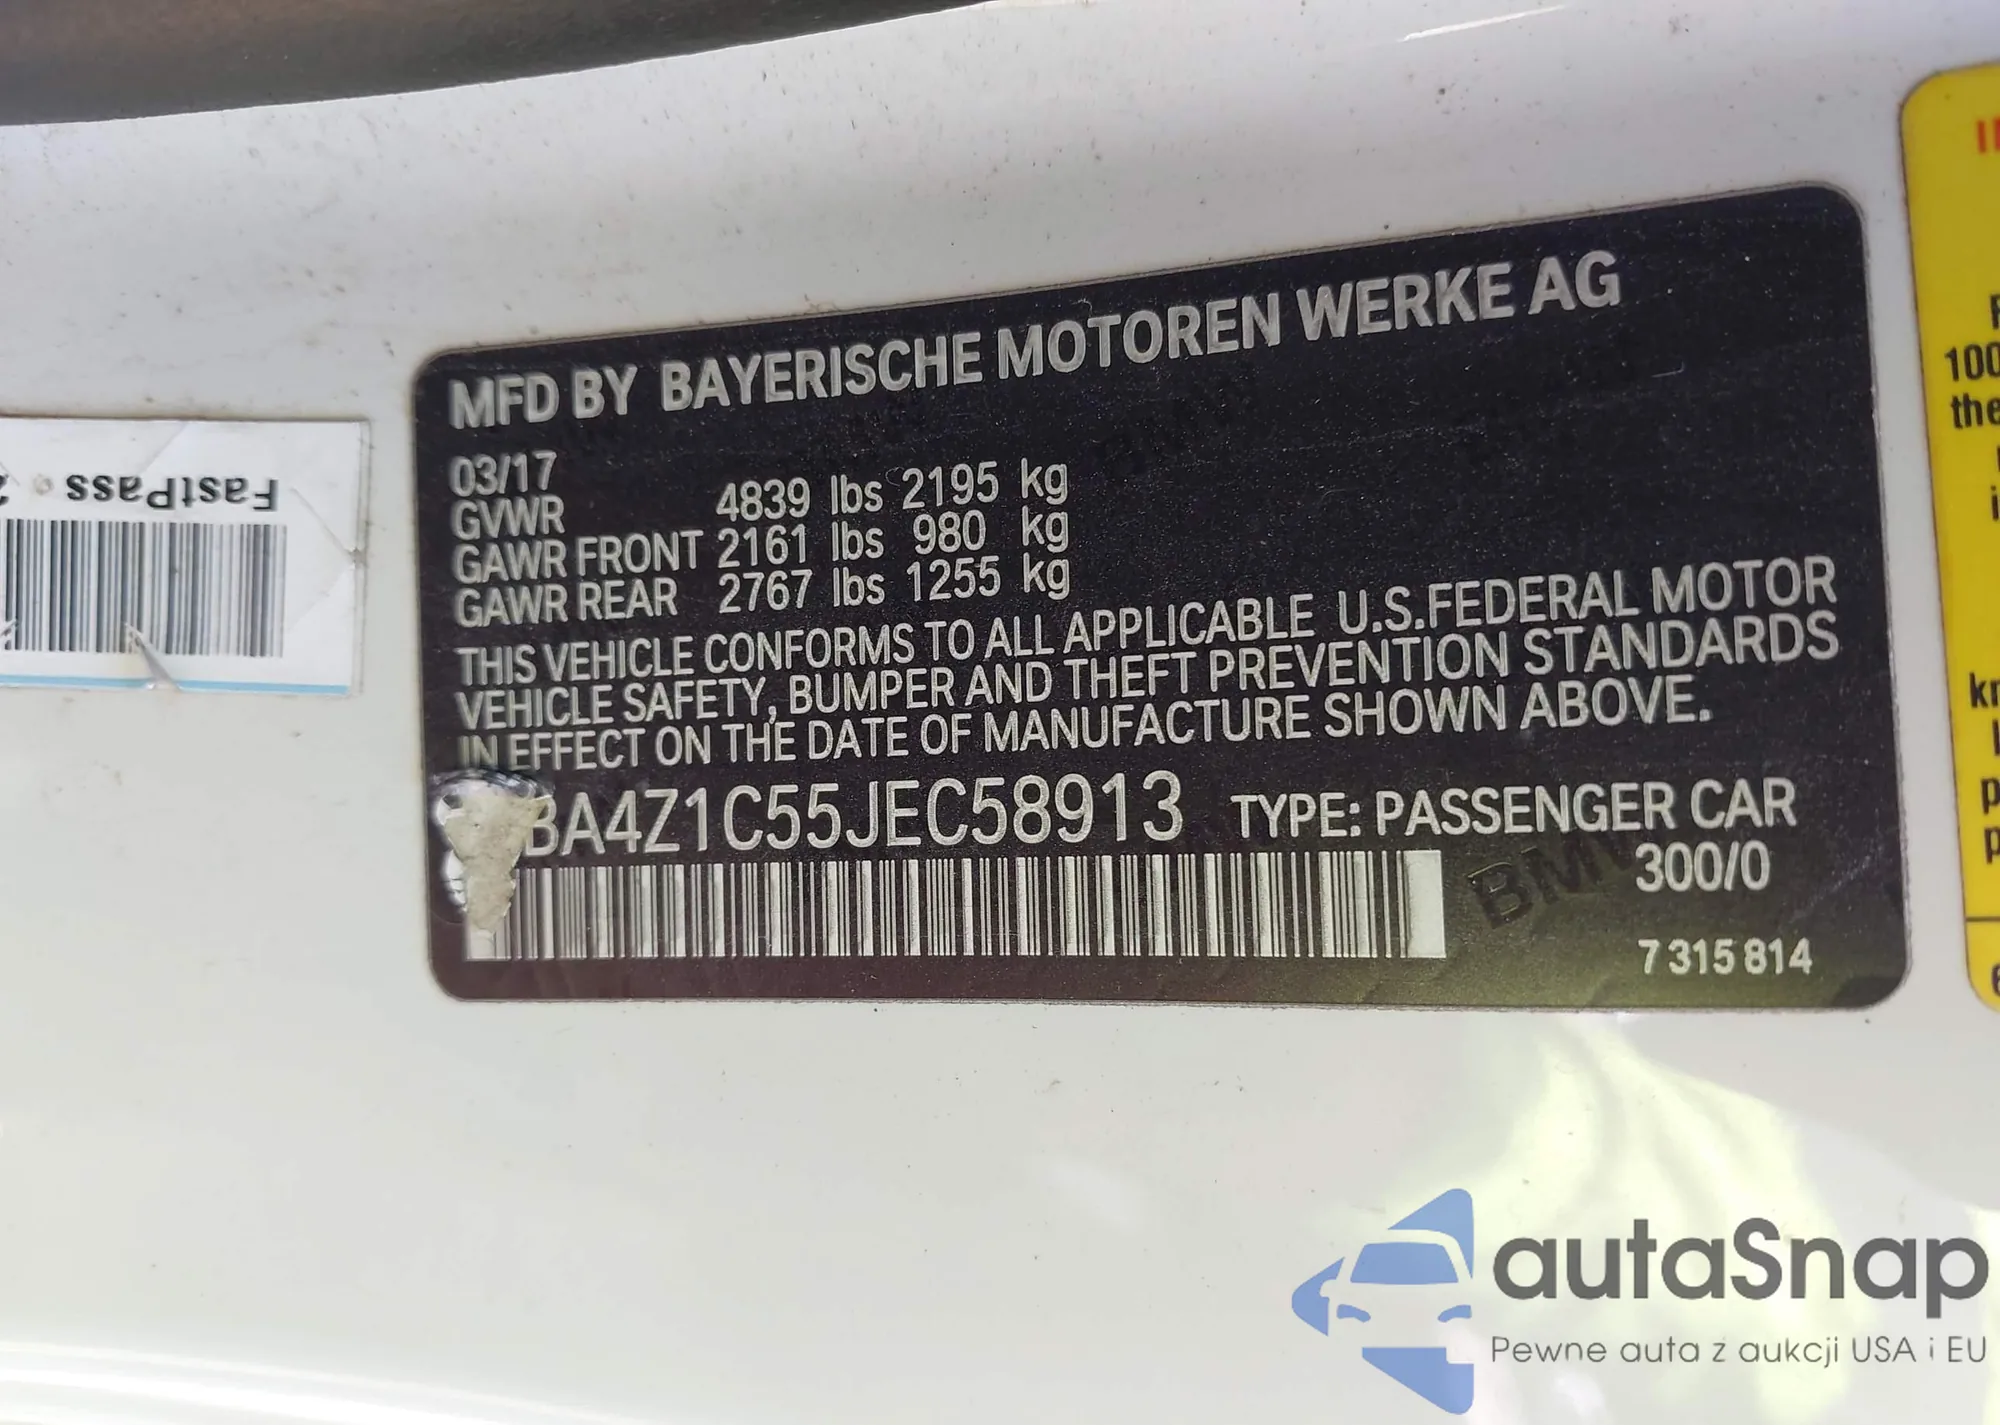 MFD BY BAYERISCHE MOTOREN WERKE AG
03/17
GVWR 4839 lbs 2195 kg
GAWR FRONT 2161 lbs 980 kg
GAWR REAR 2767 lbs 1255 kg
THIS VEHICLE CONFORMS TO ALL APPLICABLE U.S.FEDERAL MOTOR
VEHICLE SAFETY, BUMPER AND THEFT PREVENTION STANDARDS
IN EFFECT ON THE DATE OF MANUFACTURE SHOWN ABOVE.
BA4Z1C55JEC58913 TYPE: PASSENGER CAR
300/0
7 315 814
FastPass
100
the
autoSnap
Pewne auta z aukcji USA i EU